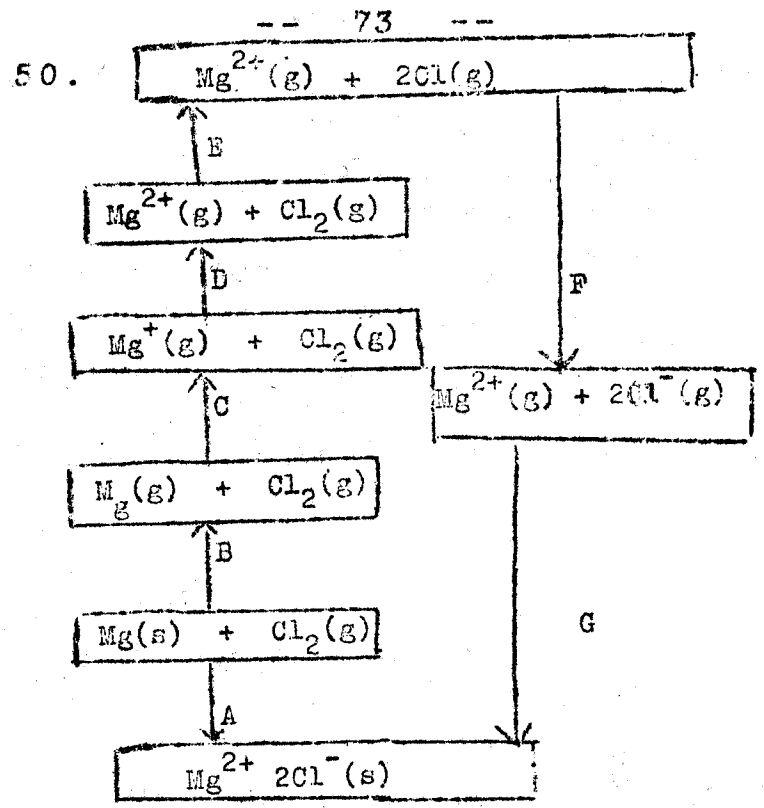 -- 73 --
50.
Mg²⁺(g) + 2Cl(g)
E
Mg²⁺(g) + Cl₂(g)
D
F
Mg⁺(g) + Cl₂(g)
Mg²⁺(g) + 2Cl⁻(g)
C
Mg(g) + Cl₂(g)
B
Mg(s) + Cl₂(g)
G
A
Mg²⁺ 2Cl⁻(s)